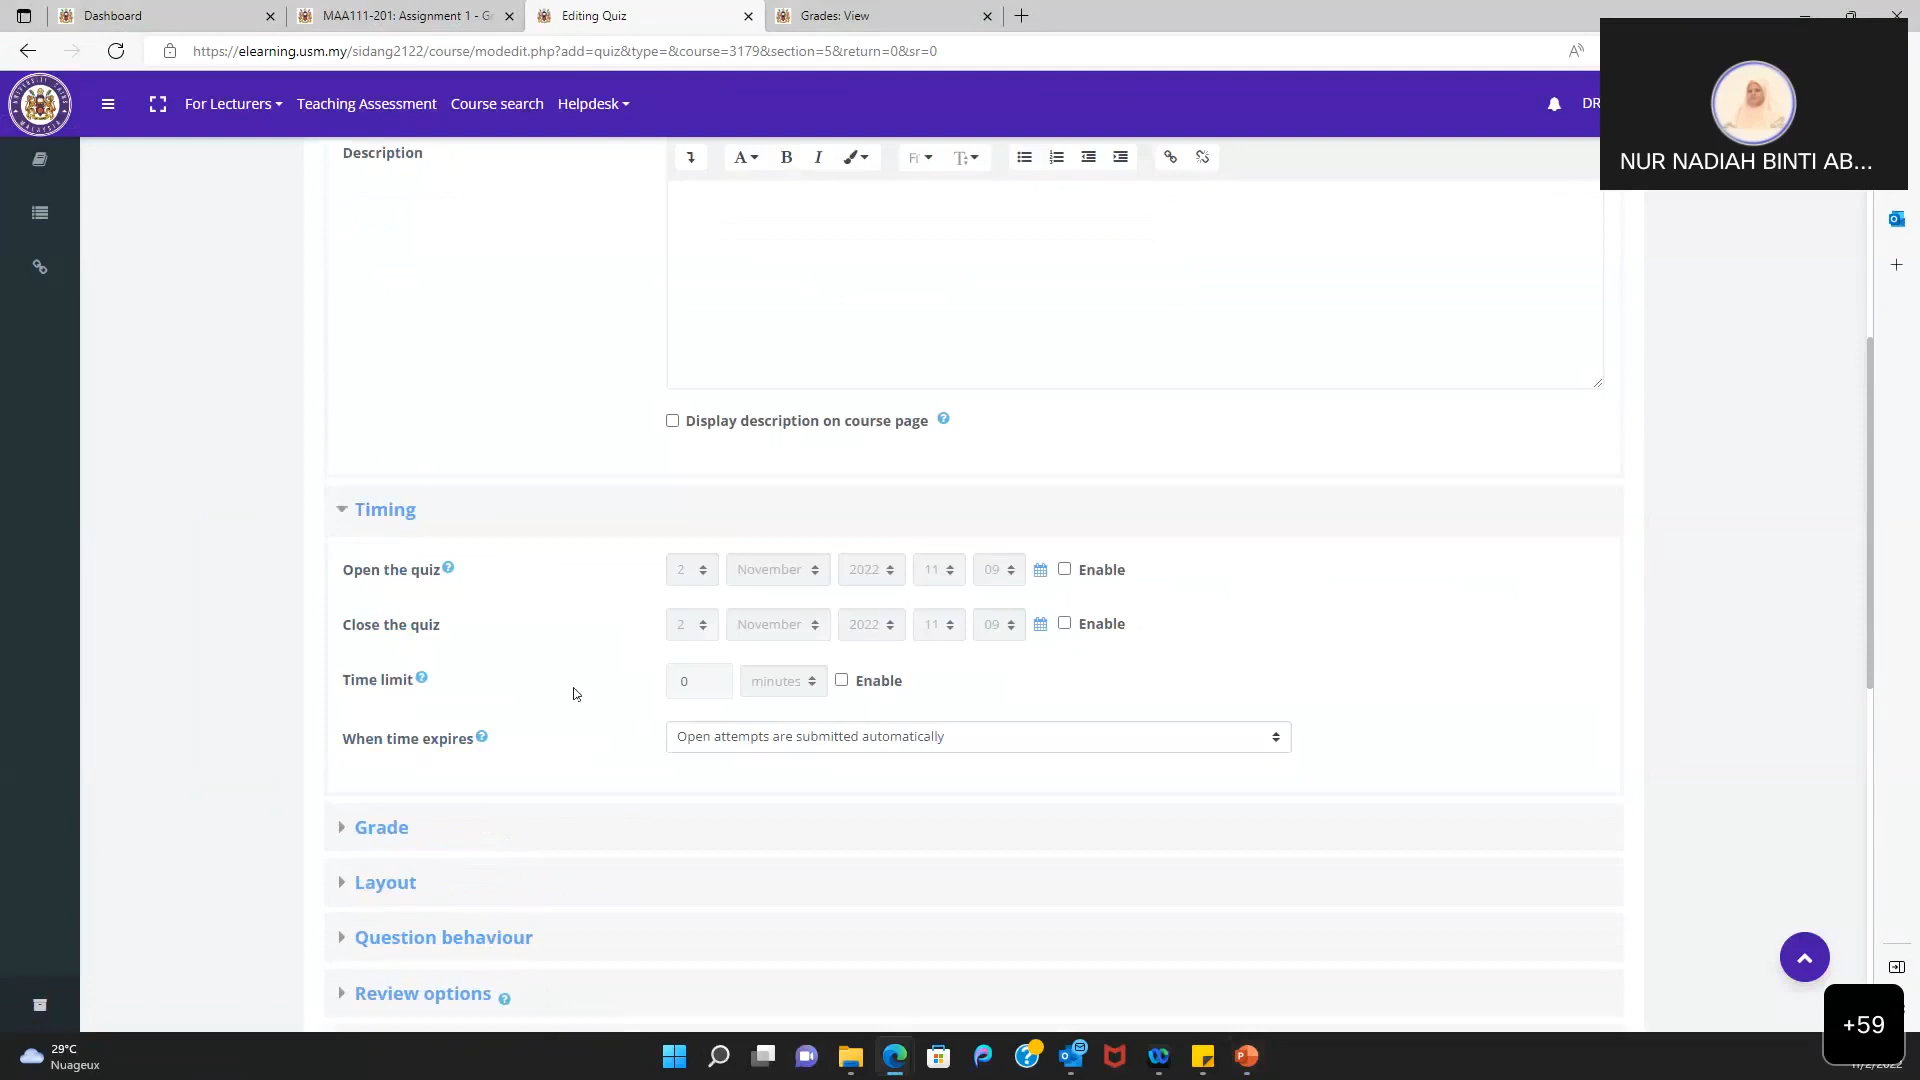 Dashboard
MAA111-201: Assignment 1 - Gr
Editing Quiz
Grades: View
https://elearning.usm.my/sidang2122/course/modedit.php?add=quiz&type=&course=3179&section=5&return=0&sr=0
For Lecturers
Teaching Assessment
Course search
Helpdesk
DR
NUR NADIAH BINTI AB...
Description
Display description on course page
Timing
Open the quiz
2 November 2022 11 09 Enable
Close the quiz
2 November 2022 11 09 Enable
Time limit
0 minutes Enable
When time expires
Open attempts are submitted automatically
Grade
Layout
Question behaviour
Review options
+59
29°C
Nuageux
11/2/2022